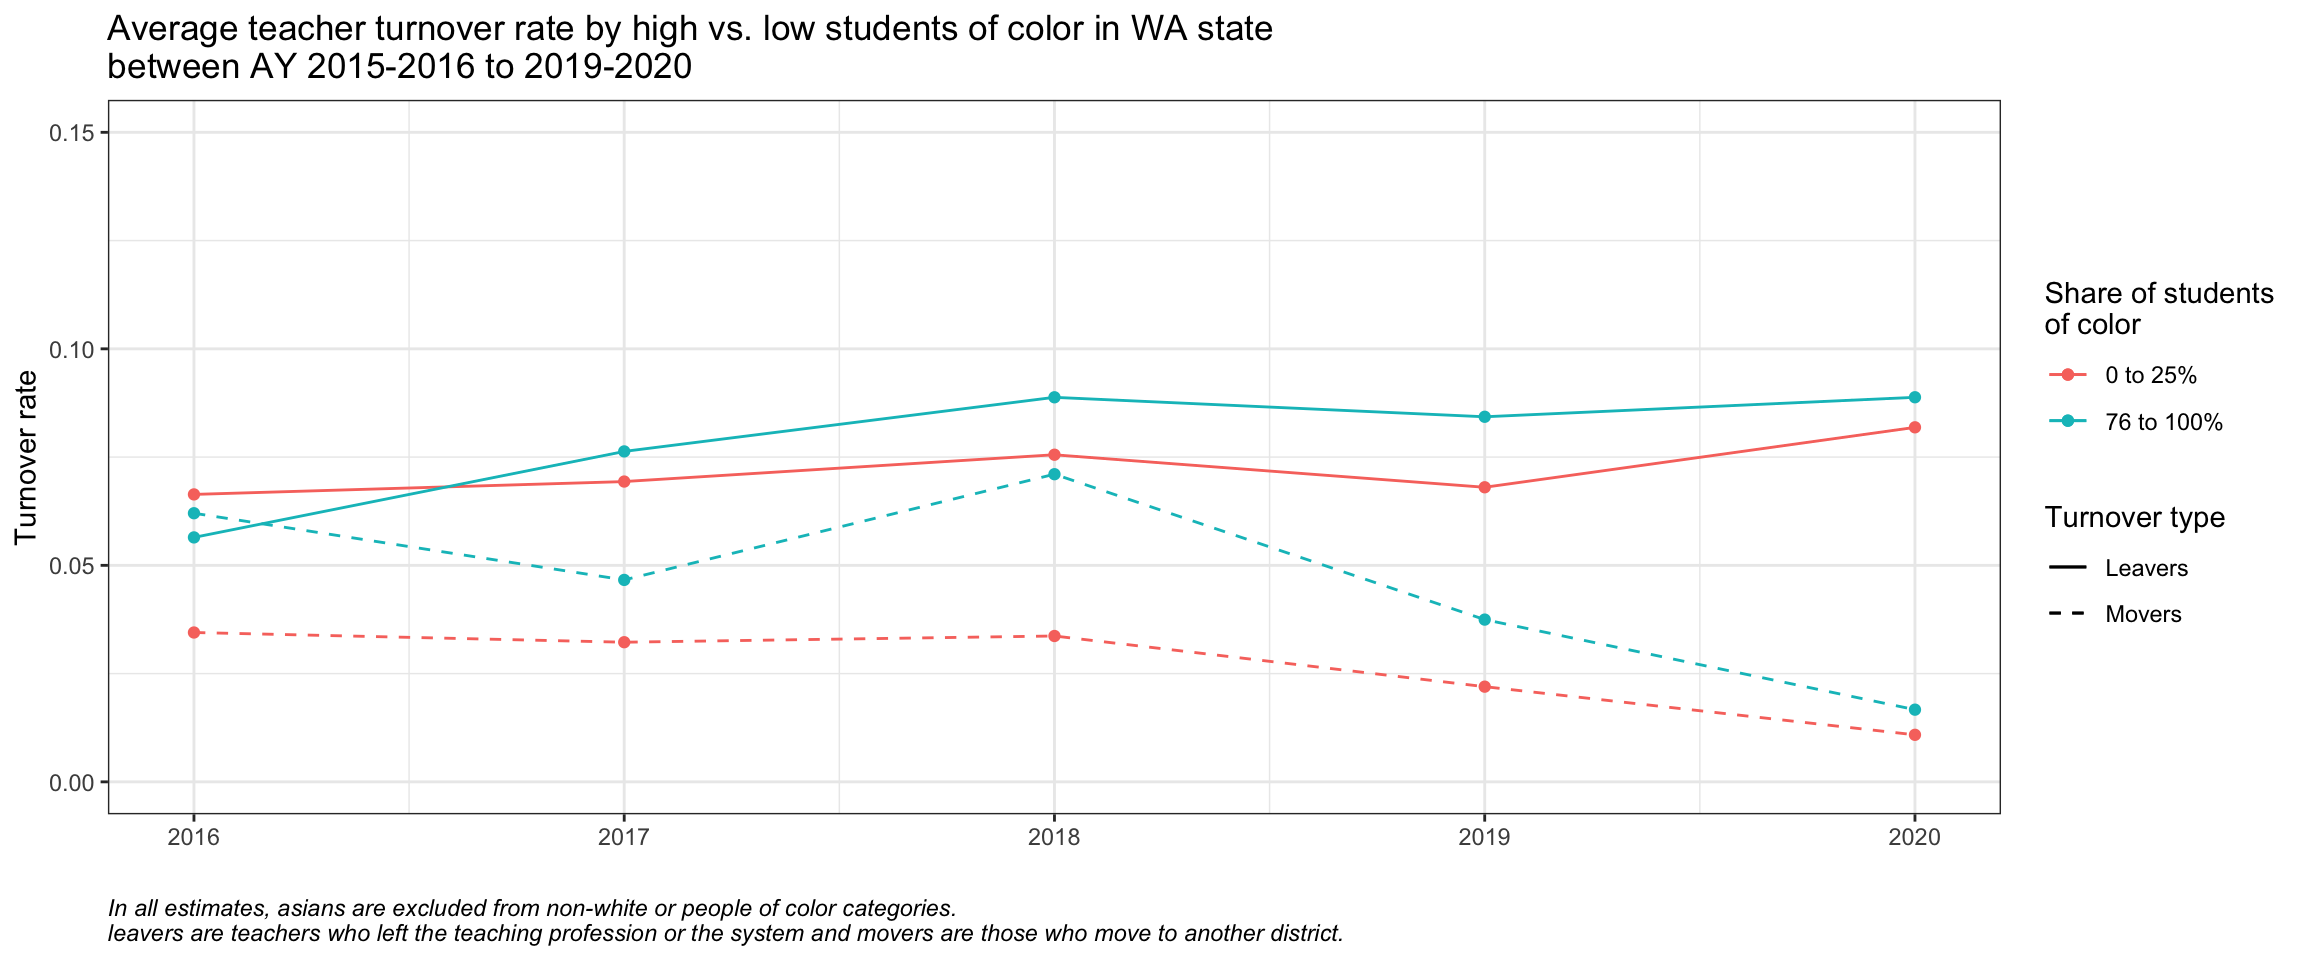 Average teacher turnover rate by high vs. low students of color in WA state
between AY 2015-2016 to 2019-2020
Turnover rate
0.15
0.10
0.05
0.00
2016
2017
2018
2019
2020
Share of students
of color
0 to 25%
76 to 100%
Turnover type
Leavers
Movers
In all estimates, asians are excluded from non-white or people of color categories.
leavers are teachers who left the teaching profession or the system and movers are those who move to another district.